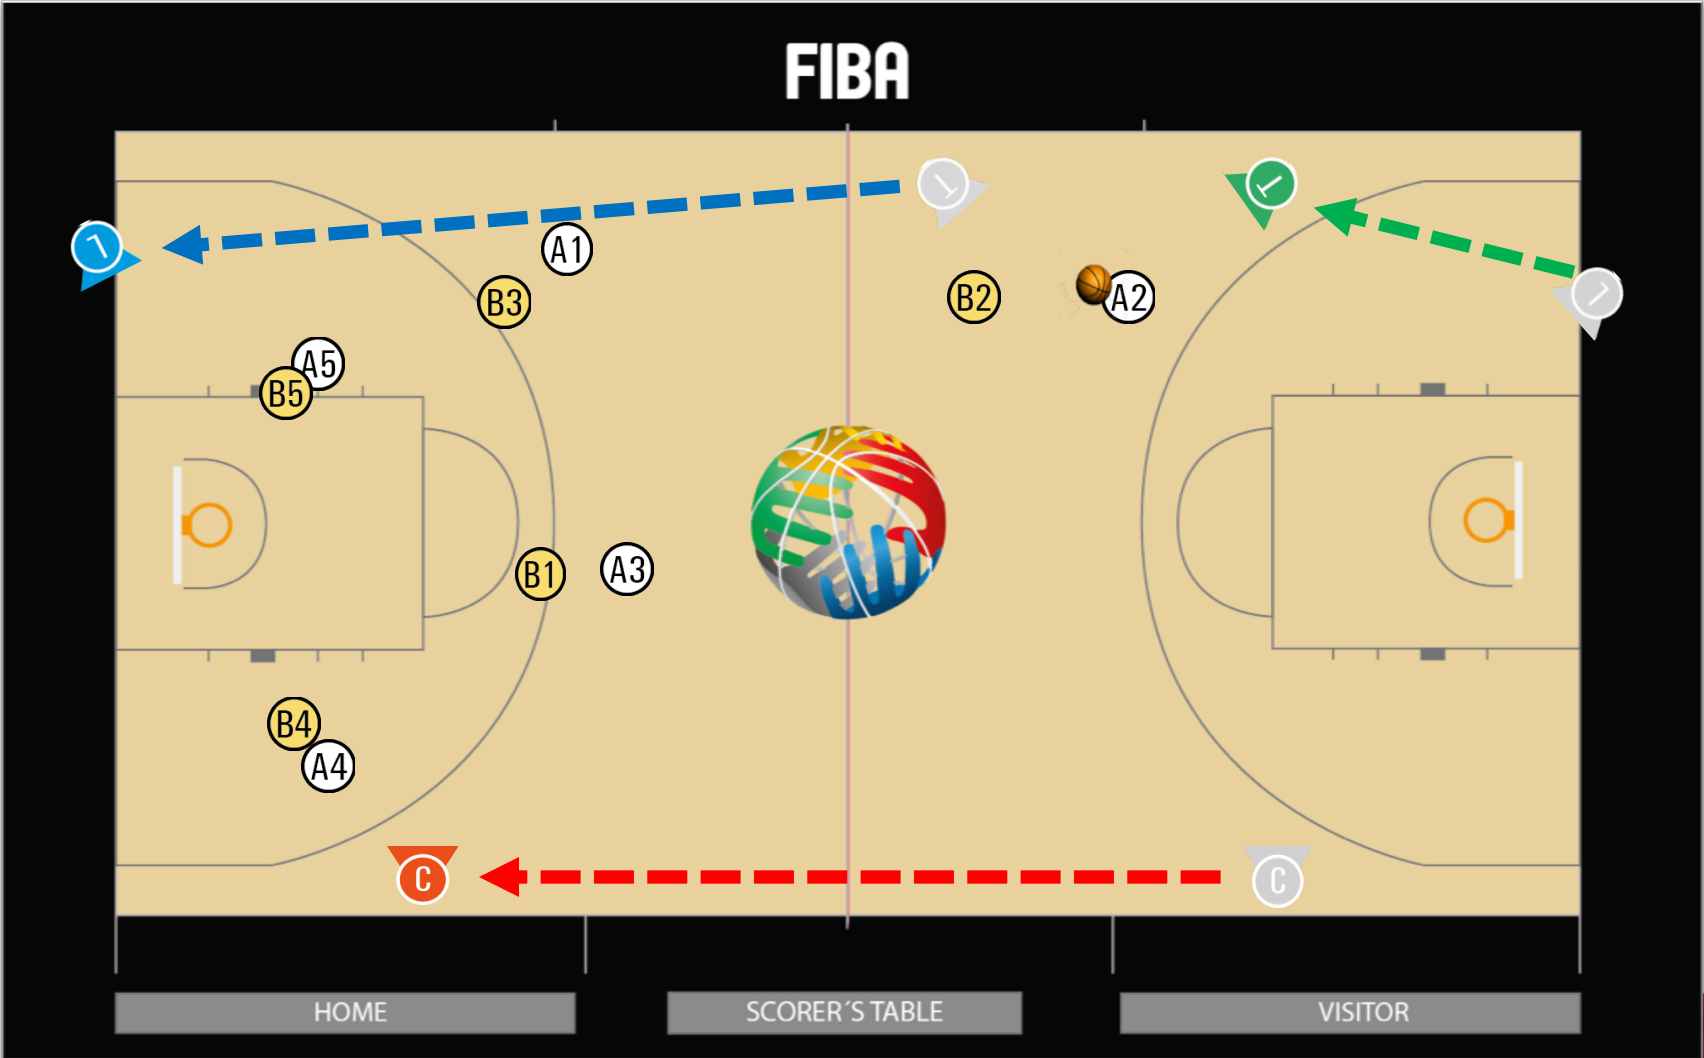 FIBA
T
T
L
A1
L
B3
B2
A2
A5
B5
B1
A3
B4
A4
C
C
HOME
SCORER´S TABLE
VISITOR